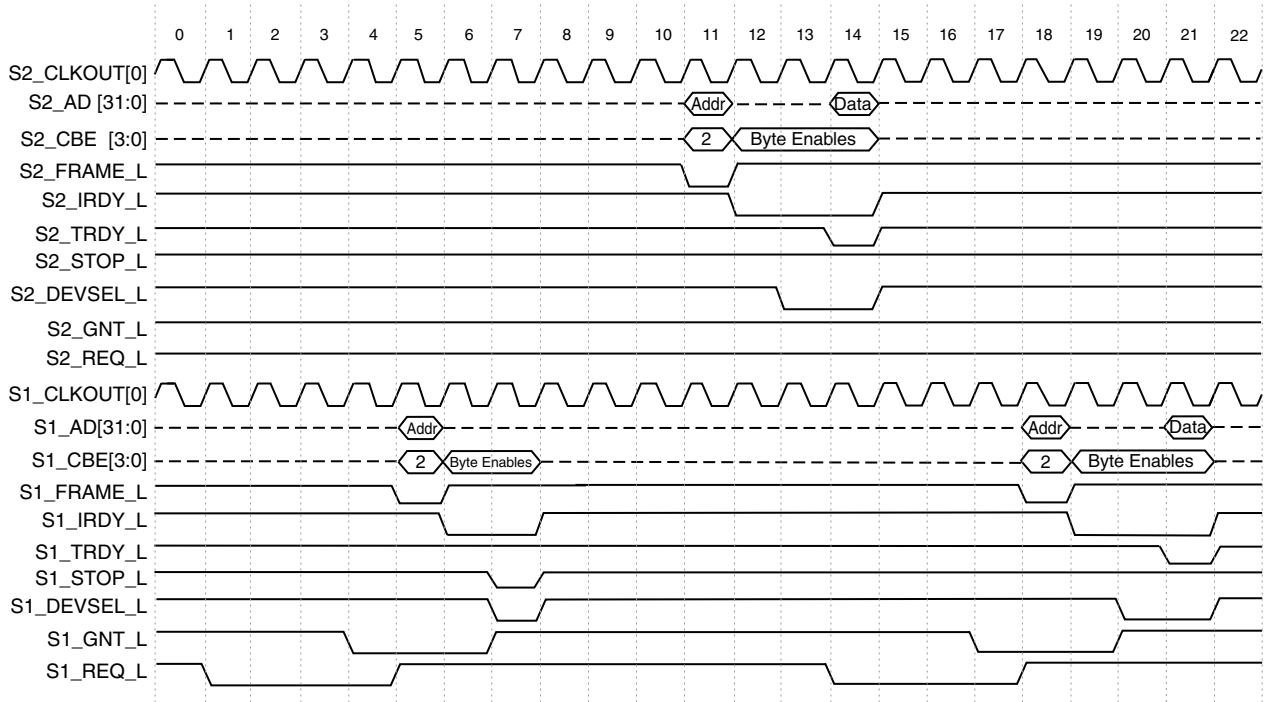 0 1 2 3 4 5 6 7 8 9 10 11 12 13 14 15 16 17 18 19 20 21 22
S2_CLKOUT[0]
S2_AD [31:0] Addr Data
S2_CBE [3:0] 2 Byte Enables
S2_FRAME_L
S2_IRDY_L
S2_TRDY_L
S2_STOP_L
S2_DEVSEL_L
S2_GNT_L
S2_REQ_L
S1_CLKOUT[0]
S1_AD[31:0] Addr Addr Data
S1_CBE[3:0] 2 Byte Enables 2 Byte Enables
S1_FRAME_L
S1_IRDY_L
S1_TRDY_L
S1_STOP_L
S1_DEVSEL_L
S1_GNT_L
S1_REQ_L